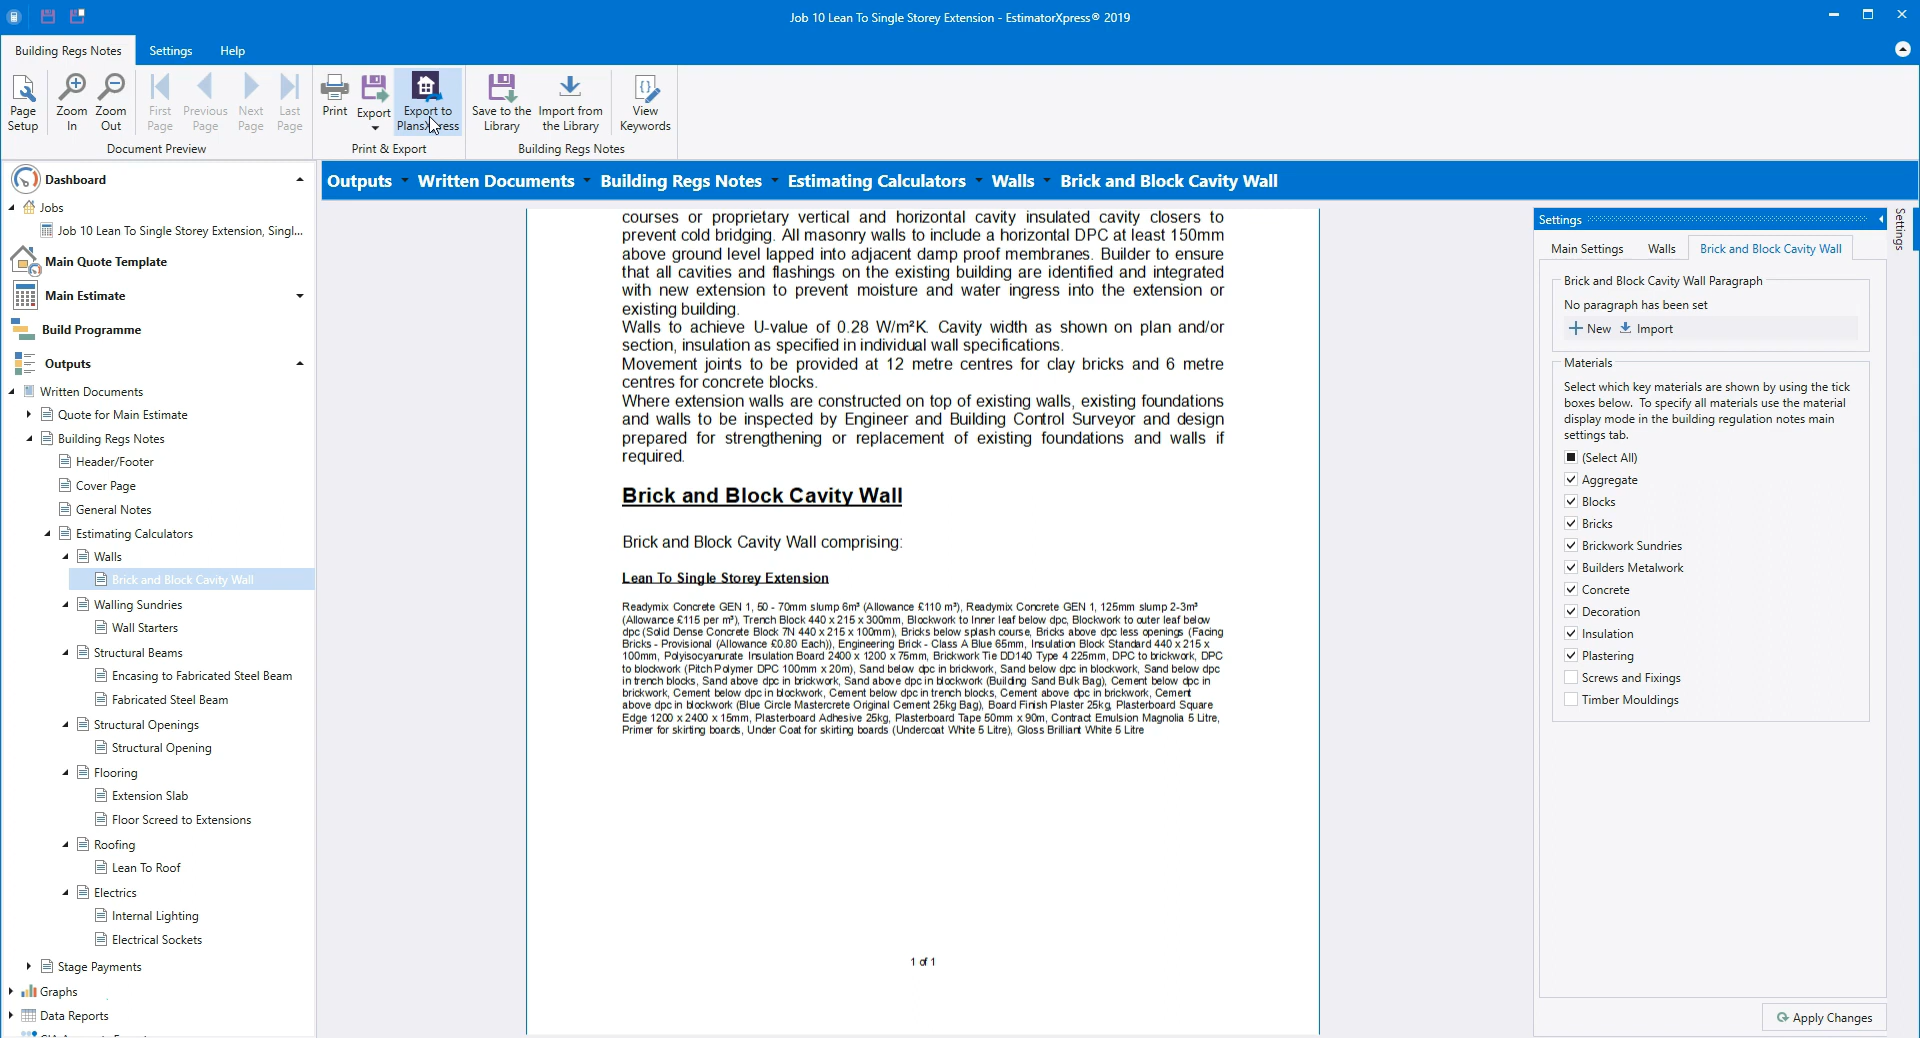 Job 10 Lean To Single Storey Extension - EstimatorXpress® 2019
Building Regs Notes
Settings
Help
Page Setup
Zoom In
Zoom Out
First Page
Previous Page
Next Page
Last Page
Document Preview
Print
Export
Export to
Print & Export
Save to the Library
Import from the Library
View Keywords
Building Regs Notes
Dashboard
Jobs
Job 10 Lean To Single Storey Extension, Singl...
Main Quote Template
Main Estimate
Build Programme
Outputs
Written Documents
Quote for Main Estimate
Building Regs Notes
Header/Footer
Cover Page
General Notes
Estimating Calculators
Walls
Brick and Block Cavity Wall
Walling Sundries
Wall Starters
Structural Beams
Encasing to Fabricated Steel Beam
Fabricated Steel Beam
Structural Openings
Structural Opening
Flooring
Extension Slab
Floor Screed to Extensions
Roofing
Lean To Roof
Electrics
Internal Lighting
Electrical Sockets
Stage Payments
Graphs
Data Reports
Outputs Written Documents Building Regs Notes Estimating Calculators Walls Brick and Block Cavity Wall
courses or proprietary vertical and horizontal cavity insulated cavity closers to
prevent cold bridging. All masonry walls to include a horizontal DPC at least 150mm
above ground level lapped into adjacent damp proof membranes. Builder to ensure
that all cavities and flashings on the existing building are identified and integrated
with new extension to prevent moisture and water ingress into the extension or
existing building.
Walls to achieve U-value of 0.28 W/m²K. Cavity width as shown on plan and/or
section, insulation as specified in individual wall specifications.
Movement joints to be provided at 12 metre centres for clay bricks and 6 metre
centres for concrete blocks.
Where extension walls are constructed on top of existing walls, existing foundations
and walls to be inspected by Engineer and Building Control Surveyor and design
prepared for strengthening or replacement of existing foundations and walls if
required.
Brick and Block Cavity Wall
Brick and Block Cavity Wall comprising:
Lean To Single Storey Extension
Readymix Concrete GEN 1, 50 - 70mm slump 6m³ (Allowance £110 m³), Readymix Concrete GEN 1, 125mm slump 2-3m³
(Allowance £115 per m³), Trench Block 440 x 215 x 300mm, Blockwork to Inner leaf below dpc, Blockwork to outer leaf below
dpc (Solid Dense Concrete Block 7N 440 x 215 x 100mm), Bricks below splash course, Bricks above dpc less openings (Facing
Bricks - Provisional (Allowance £0.80 Each)), Engineering Brick - Class A Blue 65mm, Insulation Block Standard 440 x 215 x
100mm, Polyisocyanurate Insulation Board 2400 x 1200 x 75mm, Brickwork Tie DD140 Type 4 225mm, DPC to brickwork, DPC
to blockwork (Pitch Polymer DPC 100mm x 20m), Sand below dpc in brickwork, Sand below dpc in blockwork, Sand below dpc
in trench blocks, Sand above dpc in brickwork, Sand above dpc in blockwork (Building Sand Bulk Bag), Cement below dpc in
brickwork, Cement below dpc in blockwork, Cement below dpc in trench blocks, Cement above dpc in brickwork, Cement
above dpc in blockwork (Blue Circle Mastercrete Original Cement 25kg Bag), Board Finish Plaster 25kg, Plasterboard Square
Edge 1200 x 2400 x 15mm, Plasterboard Adhesive 25kg, Plasterboard Tape 50mm x 90m, Contract Emulsion Magnolia 5 Litre,
Primer for skirting boards, Under Coat for skirting boards (Undercoat White 5 Litre), Gloss Brilliant White 5 Litre
1 of 1
Settings
Settings
Main Settings
Walls
Brick and Block Cavity Wall
Brick and Block Cavity Wall Paragraph
No paragraph has been set
New
Import
Materials
Select which key materials are shown by using the tick
boxes below. To specify all materials use the material
display mode in the building regulation notes main
settings tab.
(Select All)
Aggregate
Blocks
Bricks
Brickwork Sundries
Builders Metalwork
Concrete
Decoration
Insulation
Plastering
Screws and Fixings
Timber Mouldings
Apply Changes